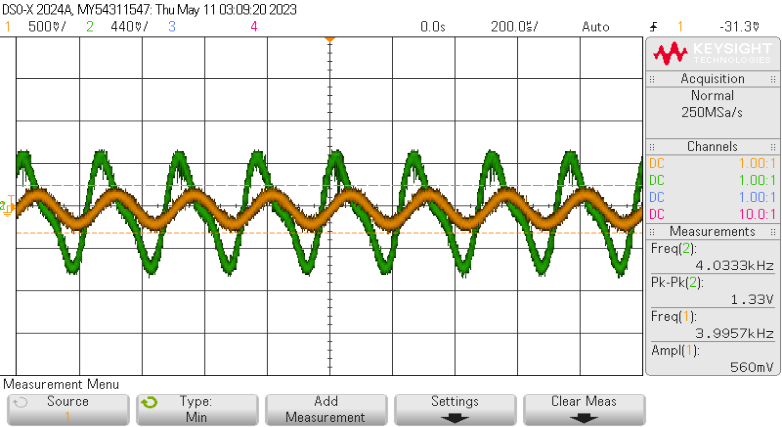 DSO-X 2024A, MY54311547: Thu May 11 03:09:20 2023
1 500mV/ 2 440mV/ 3 4 0.0s 200.0us/ Auto 1 -31.3mV
KEYSIGHT
TECHNOLOGIES
Acquisition
Normal
250MSa/s
Channels
DC 1.00:1
DC 1.00:1
DC 1.00:1
DC 10.0:1
Measurements
Freq(2):
4.0333kHz
Pk-Pk(2):
1.33V
Freq(1):
3.9957kHz
Ampl(1):
560mV
2
Measurement Menu
Source
1
Type:
Min
Add
Measurement
Settings
Clear Meas